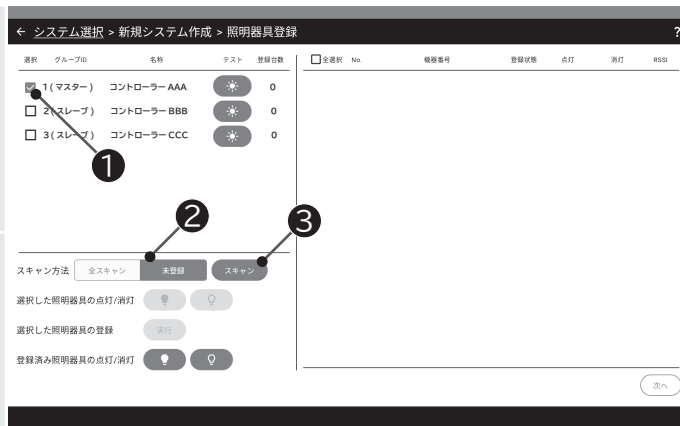 ← システム選択 > 新規システム作成 > 照明器具登録 ?
選択 グループID 名称 テスト 登録台数
1(マスター) コントローラー AAA 0
2(スレーブ) コントローラー BBB 0
3(スレーブ) コントローラー CCC 0
1
2
3
スキャン方法 全スキャン 未登録 スキャン
選択した照明器具の点灯/消灯
選択した照明器具の登録 実行
登録済み照明器具の点灯/消灯
全選択 No. 機器番号 登録状態 点灯 消灯 RSSI
次へ